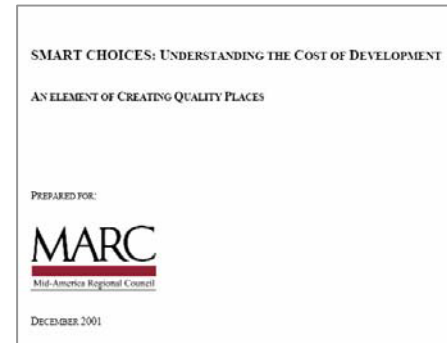 SMART CHOICES: UNDERSTANDING THE COST OF DEVELOPMENT
AN ELEMENT OF CREATING QUALITY PLACES
PREPARED FOR:
MARC
Mid-America Regional Council
DECEMBER 2001